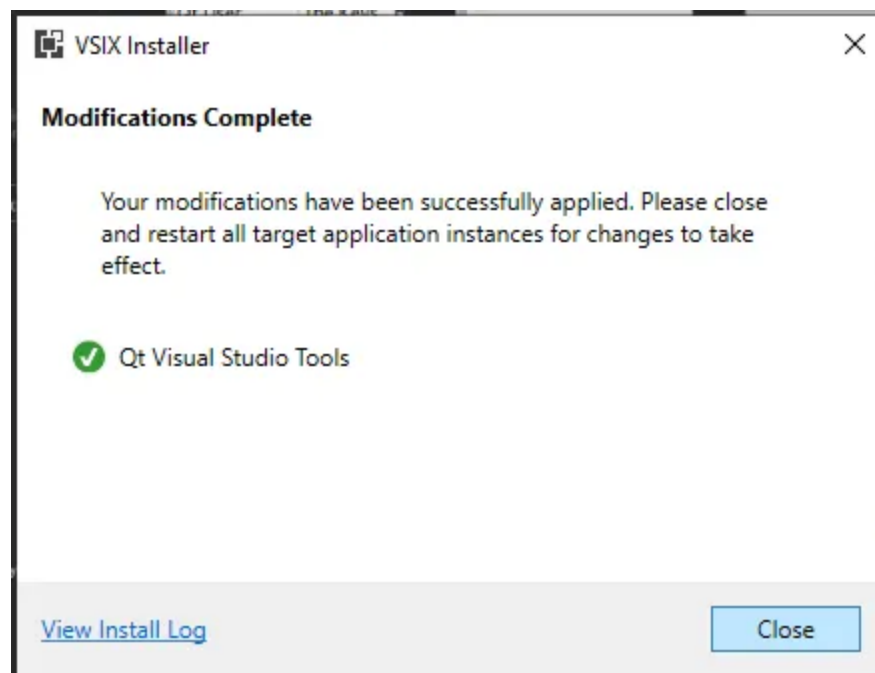 VSIX Installer
Modifications Complete
Your modifications have been successfully applied. Please close
and restart all target application instances for changes to take
effect.
Qt Visual Studio Tools
View Install Log
Close